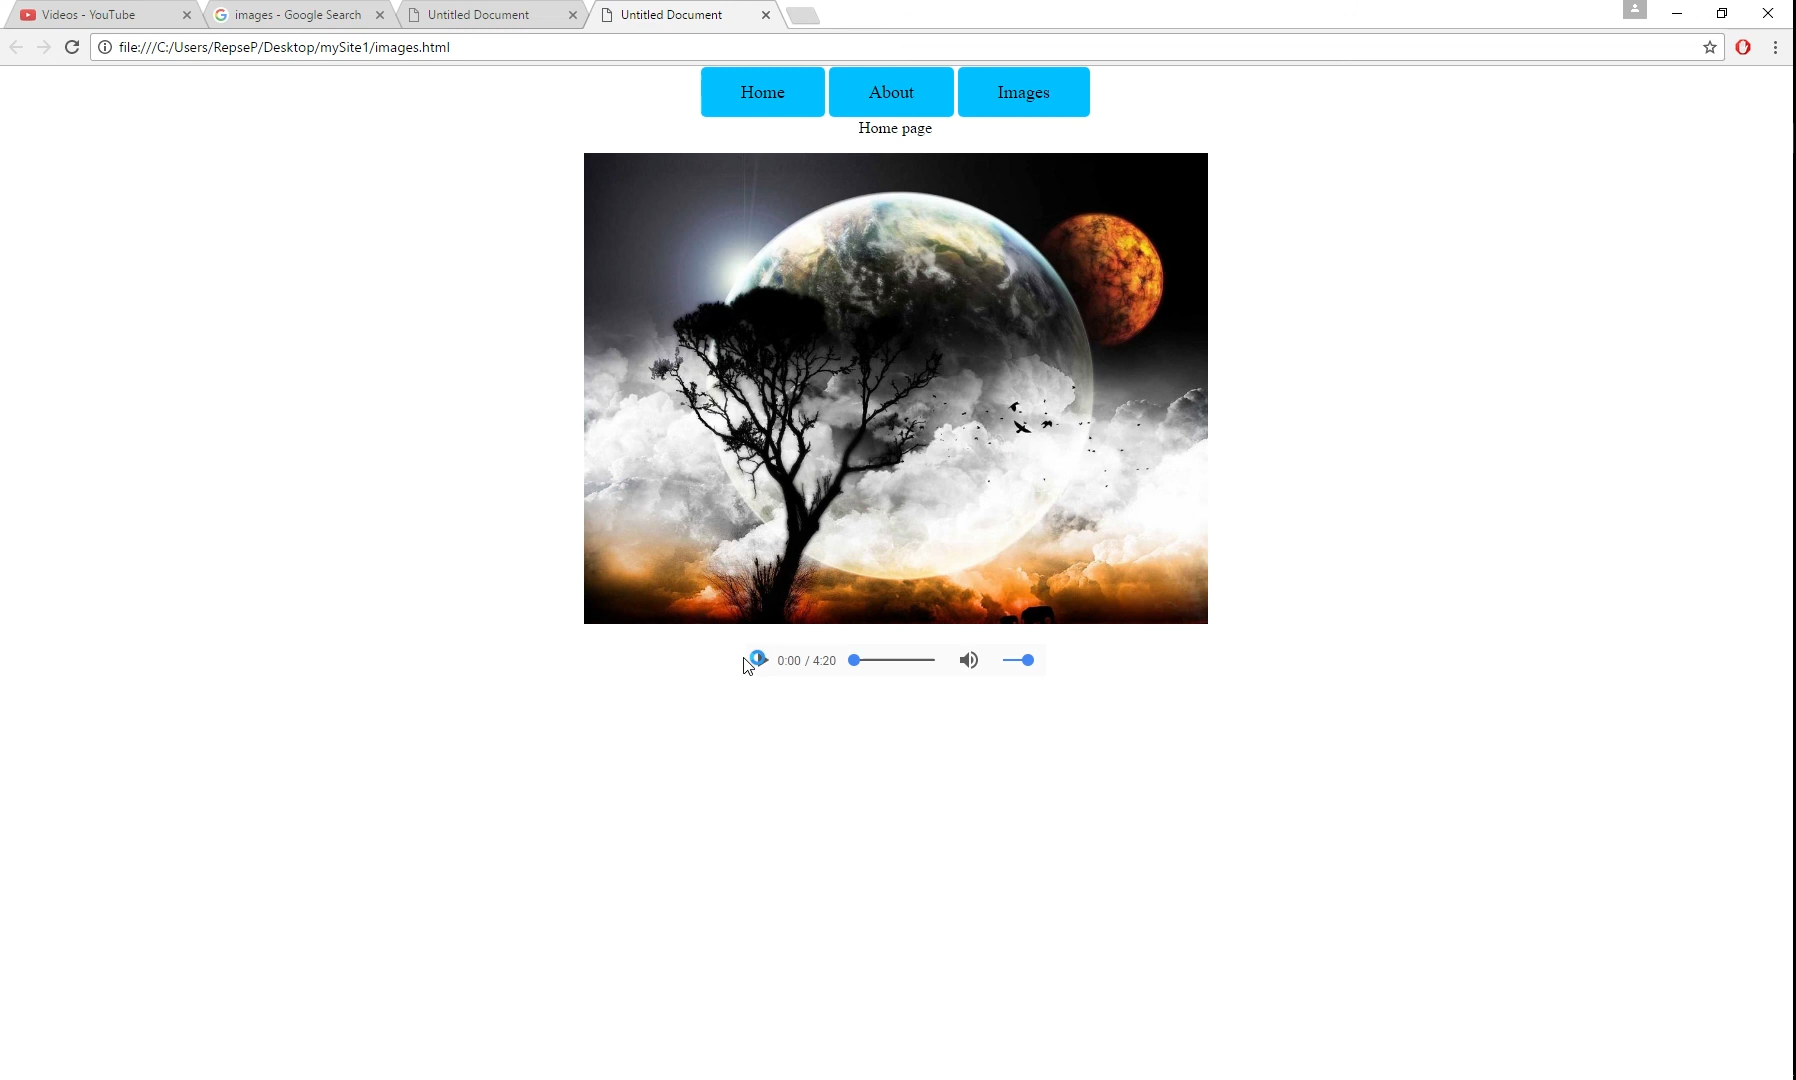 Videos - YouTube
images - Google Search
Untitled Document
Untitled Document
file:///C:/Users/RepseP/Desktop/mySite1/images.html
Home
About
Images
Home page
0:00 / 4:20